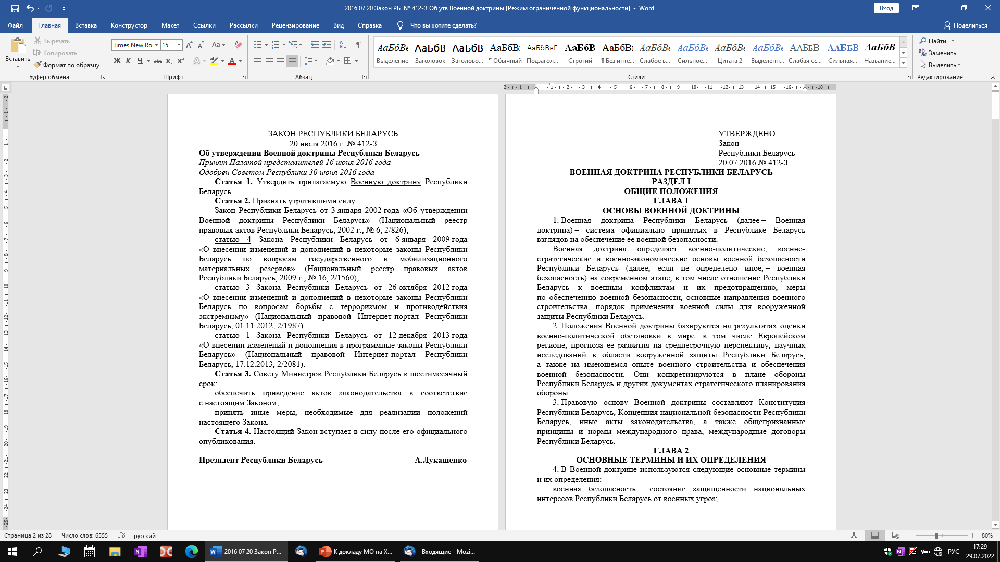 2016 07 20 Закон РБ  № 412-З Об утв Военной доктрины [Режим ограниченной функциональности]  -  Word
Вход
Файл
Главная
Вставка
Конструктор
Макет
Ссылки
Рассылки
Рецензирование
Вид
Справка
Что вы хотите сделать?
Поделиться
Вставить
Вырезать
Копировать
Формат по образцу
Буфер обмена
Times New Ro
15
Шрифт
Абзац
Выделение
Заголовок
Заголово...
¶ Обычный
Подзагол...
Строгий
¶ Без инте...
Слабое в...
Сильное...
Цитата 2
Выделенн...
Слабая сс...
Сильная...
Название...
Стили
Найти
Заменить
Выделить
Редактирование
ЗАКОН РЕСПУБЛИКИ БЕЛАРУСЬ
20 июля 2016 г. № 412-З
Об утверждении Военной доктрины Республики Беларусь
Принят Палатой представителей 16 июня 2016 года
Одобрен Советом Республики 30 июня 2016 года
Статья 1. Утвердить прилагаемую Военную доктрину Республики
Беларусь.
Статья 2. Признать утратившими силу:
Закон Республики Беларусь от 3 января 2002 года «Об утверждении
Военной доктрины Республики Беларусь» (Национальный реестр
правовых актов Республики Беларусь, 2002 г., № 6, 2/826);
статью 4 Закона Республики Беларусь от 6 января 2009 года
«О внесении изменений и дополнений в некоторые законы Республики
Беларусь по вопросам государственного и мобилизационного
материальных резервов» (Национальный реестр правовых актов
Республики Беларусь, 2009 г., № 16, 2/1560);
статью 3 Закона Республики Беларусь от 26 октября 2012 года
«О внесении изменений и дополнений в некоторые законы Республики
Беларусь по вопросам борьбы с терроризмом и противодействия
экстремизму» (Национальный правовой Интернет-портал Республики
Беларусь, 01.11.2012, 2/1987);
статью 1 Закона Республики Беларусь от 12 декабря 2013 года
«О внесении изменений и дополнения в программные законы Республики
Беларусь» (Национальный правовой Интернет-портал Республики
Беларусь, 17.12.2013, 2/2081).
Статья 3. Совету Министров Республики Беларусь в шестимесячный
срок:
обеспечить приведение актов законодательства в соответствие
с настоящим Законом;
принять иные меры, необходимые для реализации положений
настоящего Закона.
Статья 4. Настоящий Закон вступает в силу после его официального
опубликования.
Президент Республики Беларусь А.Лукашенко
УТВЕРЖДЕНО
Закон
Республики Беларусь
20.07.2016 № 412-З
ВОЕННАЯ ДОКТРИНА РЕСПУБЛИКИ БЕЛАРУСЬ
РАЗДЕЛ I
ОБЩИЕ ПОЛОЖЕНИЯ
ГЛАВА 1
ОСНОВЫ ВОЕННОЙ ДОКТРИНЫ
1. Военная доктрина Республики Беларусь (далее – Военная
доктрина) – система официально принятых в Республике Беларусь
взглядов на обеспечение ее военной безопасности.
Военная доктрина определяет военно-политические, военно-
стратегические и военно-экономические основы военной безопасности
Республики Беларусь (далее, если не определено иное, – военная
безопасность) на современном этапе, в том числе отношение Республики
Беларусь к военным конфликтам и их предотвращению, меры
по обеспечению военной безопасности, основные направления военного
строительства, порядок применения военной силы для вооруженной
защиты Республики Беларусь.
2. Положения Военной доктрины базируются на результатах оценки
военно-политической обстановки в мире, в том числе Европейском
регионе, прогноза ее развития на среднесрочную перспективу, научных
исследований в области вооруженной защиты Республики Беларусь,
а также на имеющемся опыте военного строительства и обеспечения
военной безопасности. Они конкретизируются в плане обороны
Республики Беларусь и других документах стратегического планирования
обороны.
3. Правовую основу Военной доктрины составляют Конституция
Республики Беларусь, Концепция национальной безопасности Республики
Беларусь, иные акты законодательства, а также общепризнанные
принципы и нормы международного права, международные договоры
Республики Беларусь.
ГЛАВА 2
ОСНОВНЫЕ ТЕРМИНЫ И ИХ ОПРЕДЕЛЕНИЯ
4. В Военной доктрине используются следующие основные термины
и их определения:
военная безопасность – состояние защищенности национальных
интересов Республики Беларусь от военных угроз;
Страница 2 из 28
Число слов: 6555
русский
80%
2016 07 20 Закон Р...
К докладу МО на Х...
- Входящие - Mozi...
РУС
17:29
29.07.2022